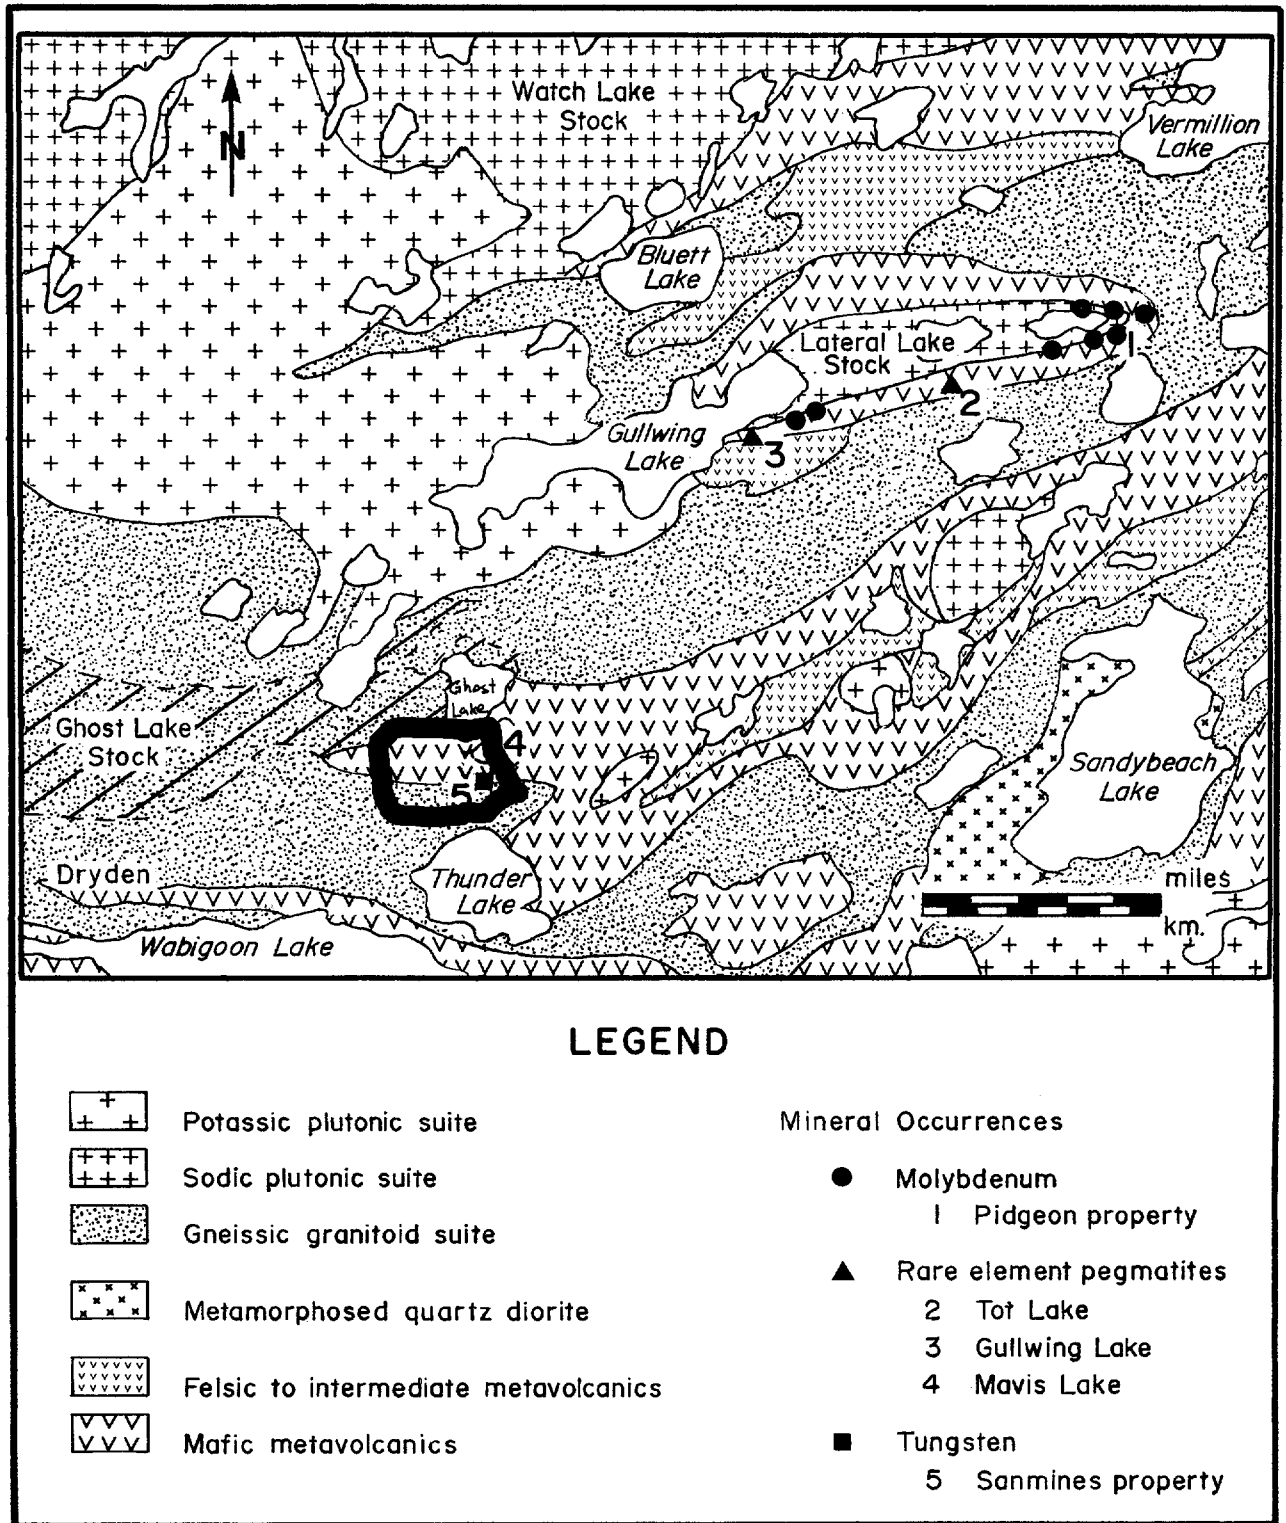 Watch Lake
Stock
N
Vermillion
Lake
Bluett
Lake
Lateral Lake
Stock
1
2
Gullwing
Lake
3
Ghost
Lake
Ghost Lake
Stock
4
5
Sandybeach
Lake
Dryden
Thunder
Lake
miles
km.
Wabigoon Lake
LEGEND
Potassic plutonic suite
Sodic plutonic suite
Gneissic granitoid suite
Metamorphosed quartz diorite
Felsic to intermediate metavolcanics
Mafic metavolcanics
Mineral Occurrences
Molybdenum
1 Pidgeon property
Rare element pegmatites
2 Tot Lake
3 Gullwing Lake
4 Mavis Lake
Tungsten
5 Sanmines property